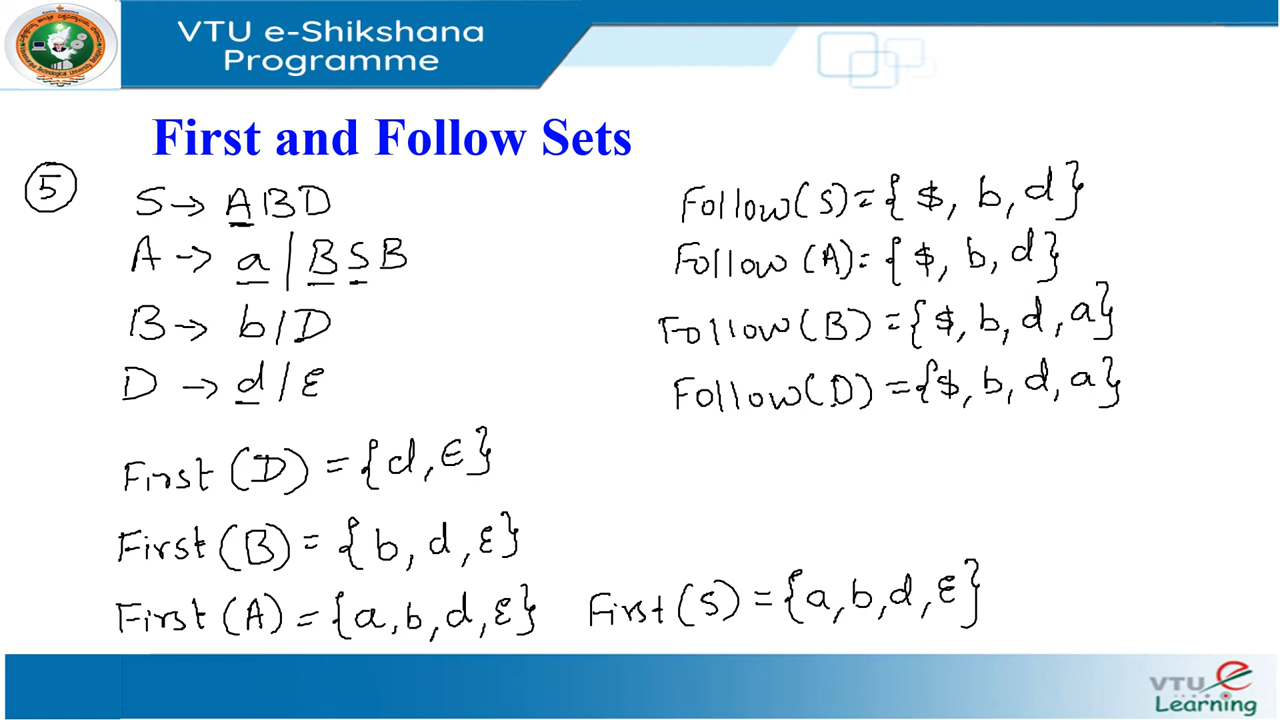 VTU e-Shikshana
Programme
First and Follow Sets
5
S → ABD
A → a | BSB
B → b | D
D → d | ε
Follow(S) = {$, b, d}
Follow(A) = {$, b, d}
Follow(B) = {$, b, d, a}
Follow(D) = {$, b, d, a}
First(D) = {d, ε}
First(B) = {b, d, ε}
First(A) = {a, b, d, ε}
First(S) = {a, b, d, ε}
VTU e
Learning